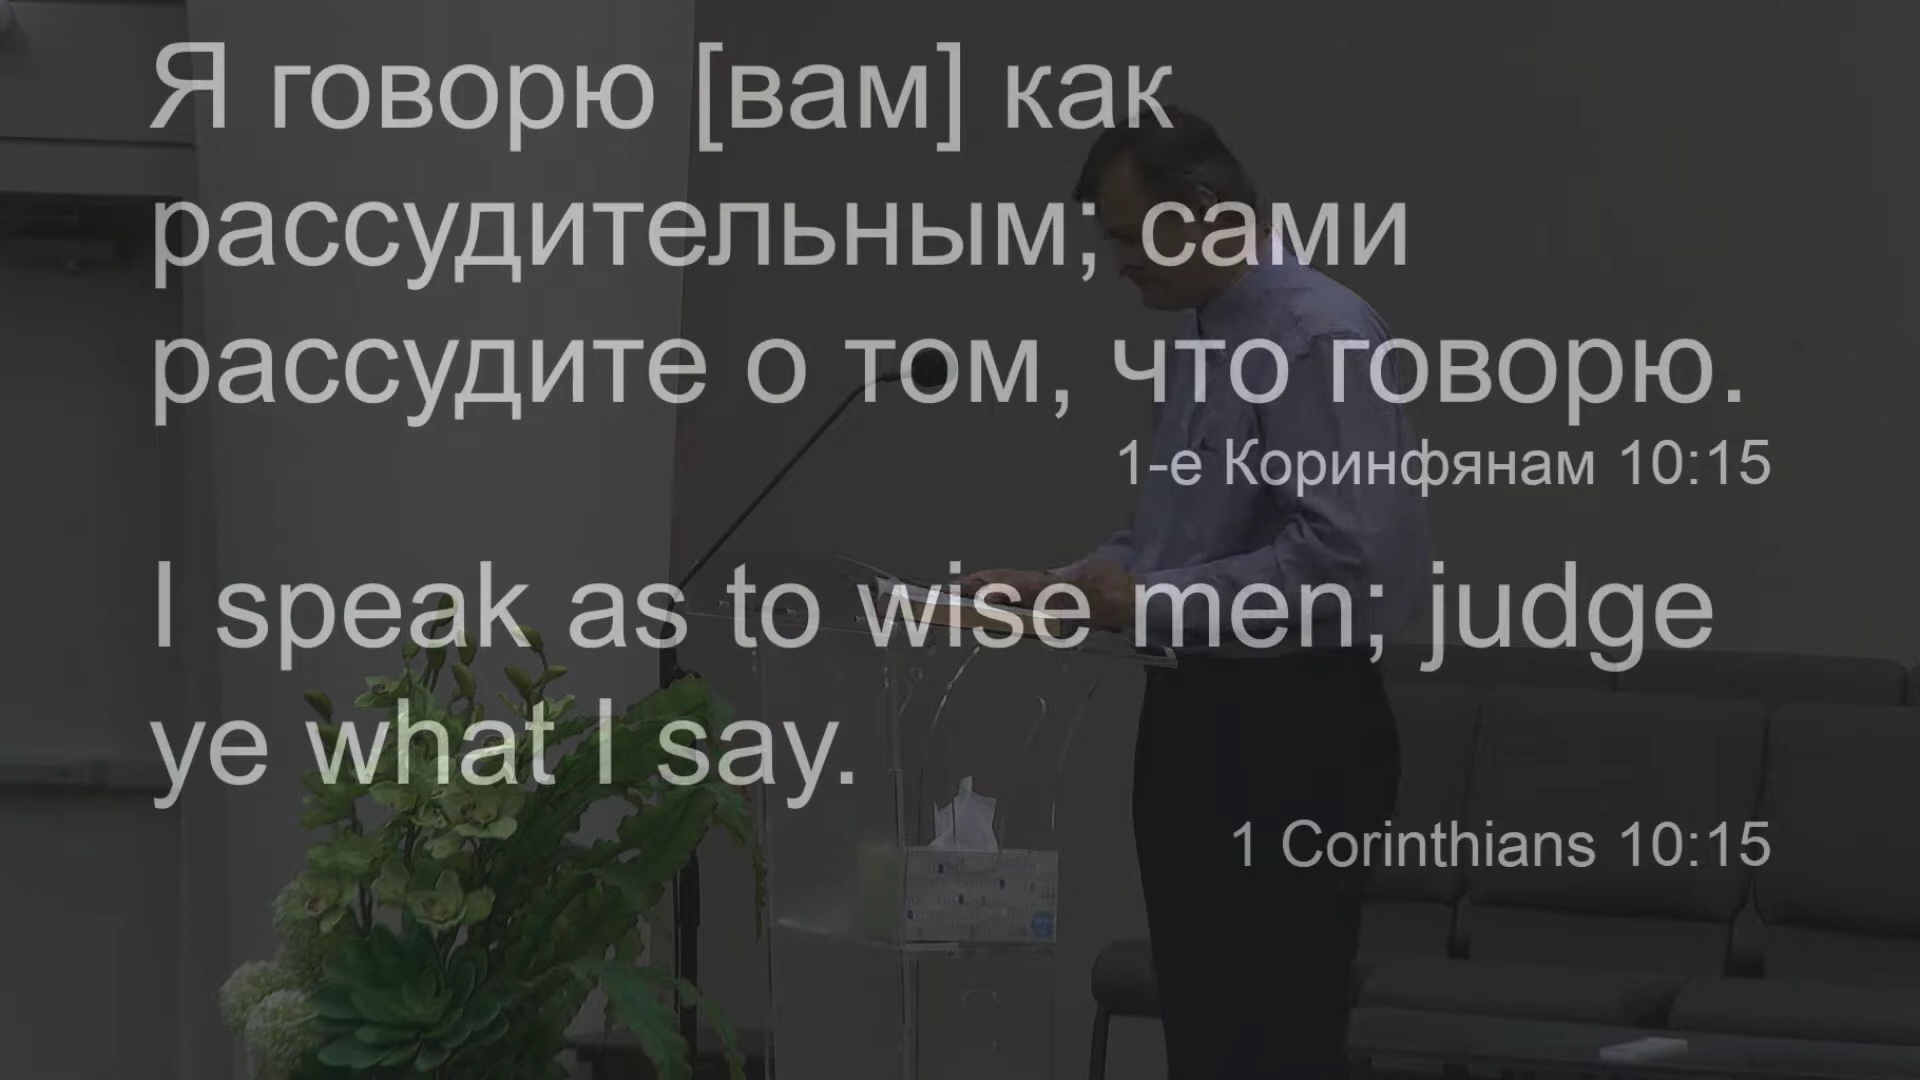 Я говорю [вам] как
рассудительным; сами
рассудите о том, что говорю.
1-е Коринфянам 10:15
I speak as to wise men; judge
ye what I say.
1 Corinthians 10:15